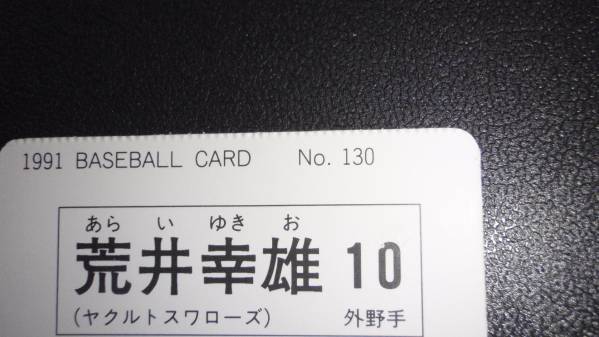 1991 BASEBALL CARD No. 130
あら い ゆき お
荒井幸雄 10
(ヤクルトスワローズ) 外野手